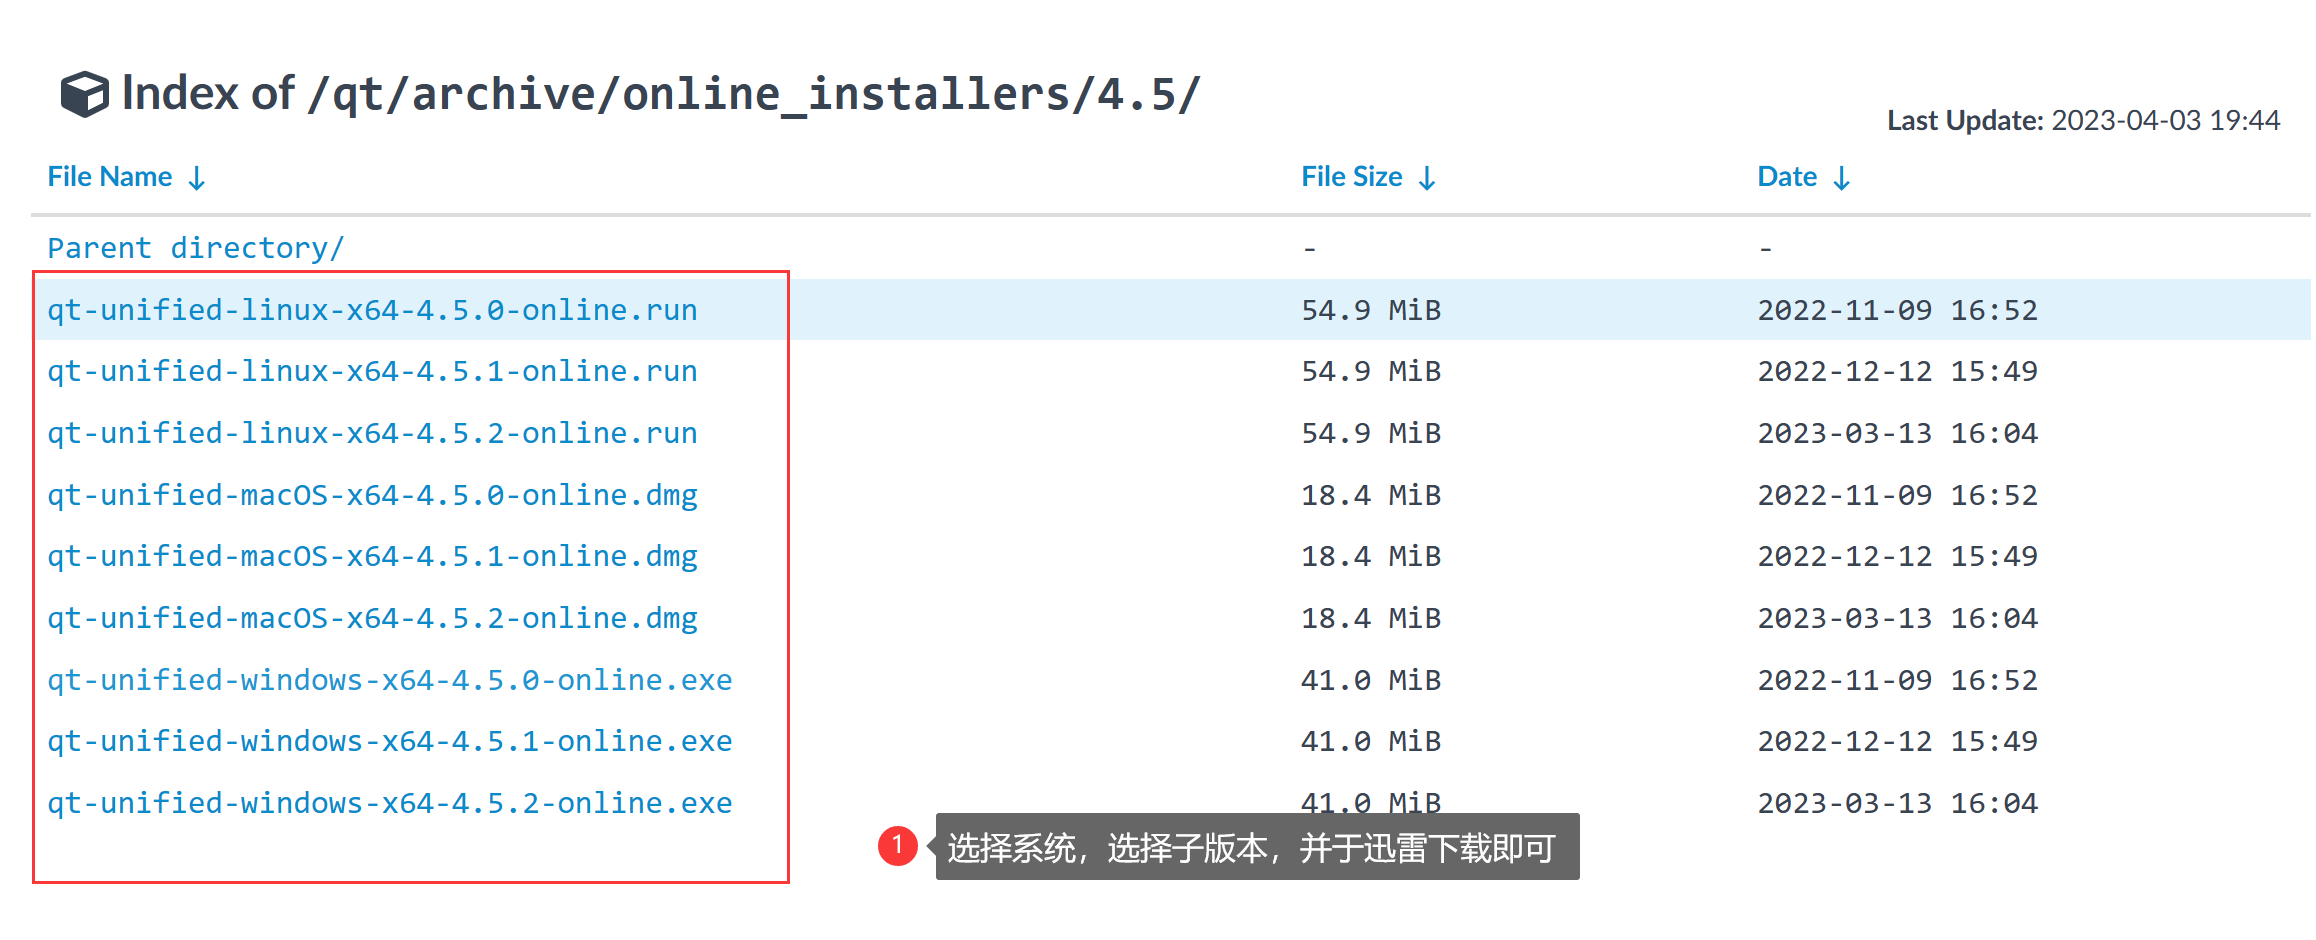 Index of /qt/archive/online_installers/4.5/
Last Update: 2023-04-03 19:44
File Name ↓ File Size ↓ Date ↓
Parent directory/ - -
qt-unified-linux-x64-4.5.0-online.run 54.9 MiB 2022-11-09 16:52
qt-unified-linux-x64-4.5.1-online.run 54.9 MiB 2022-12-12 15:49
qt-unified-linux-x64-4.5.2-online.run 54.9 MiB 2023-03-13 16:04
qt-unified-macOS-x64-4.5.0-online.dmg 18.4 MiB 2022-11-09 16:52
qt-unified-macOS-x64-4.5.1-online.dmg 18.4 MiB 2022-12-12 15:49
qt-unified-macOS-x64-4.5.2-online.dmg 18.4 MiB 2023-03-13 16:04
qt-unified-windows-x64-4.5.0-online.exe 41.0 MiB 2022-11-09 16:52
qt-unified-windows-x64-4.5.1-online.exe 41.0 MiB 2022-12-12 15:49
qt-unified-windows-x64-4.5.2-online.exe 41.0 MiB 2023-03-13 16:04
1 选择系统，选择子版本，并于迅雷下载即可